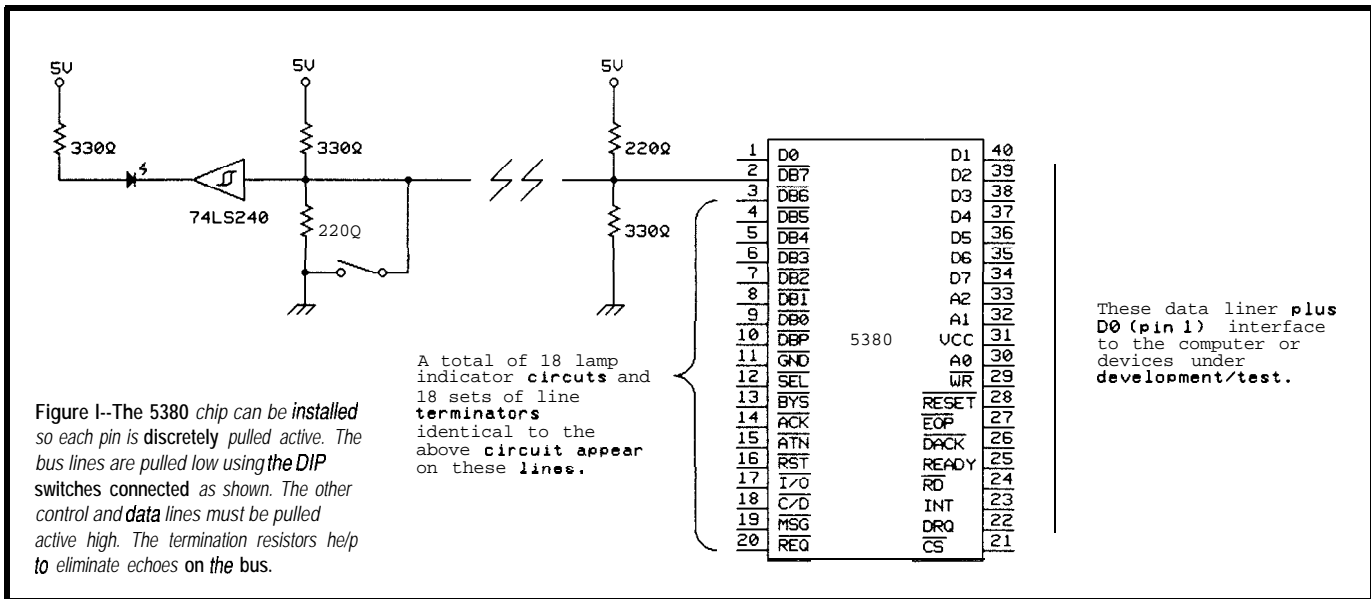 5V
5V
5V
330Ω
330Ω
220Ω
74LS240
220Q
330Ω
1 D0
2 DB7
3 DB6
4 DB5
5 DB4
6 DB3
7 DB2
8 DB1
9 DB0
10 DBP
11 GND
12 SEL
13 BYS
14 ACK
15 ATN
16 RST
17 I/O
18 C/D
19 MSG
20 REQ
5380
D1 40
D2 39
D3 38
D4 37
D5 36
D6 35
D7 34
A2 33
A1 32
VCC 31
A0 30
WR 29
RESET 28
EOP 27
DACK 26
READY 25
RD 24
INT 23
DRQ 22
CS 21
A total of 18 lamp
indicator circuts and
18 sets of line
terminators
identical to the
above circuit appear
on these lines.
These data liner plus
D0 (pin 1) interface
to the computer or
devices under
development/test.
Figure I--The 5380 chip can be installed
so each pin is discretely pulled active. The
bus lines are pulled low using the DIP
switches connected as shown. The other
control and data lines must be pulled
active high. The termination resistors he/p
to eliminate echoes on the bus.